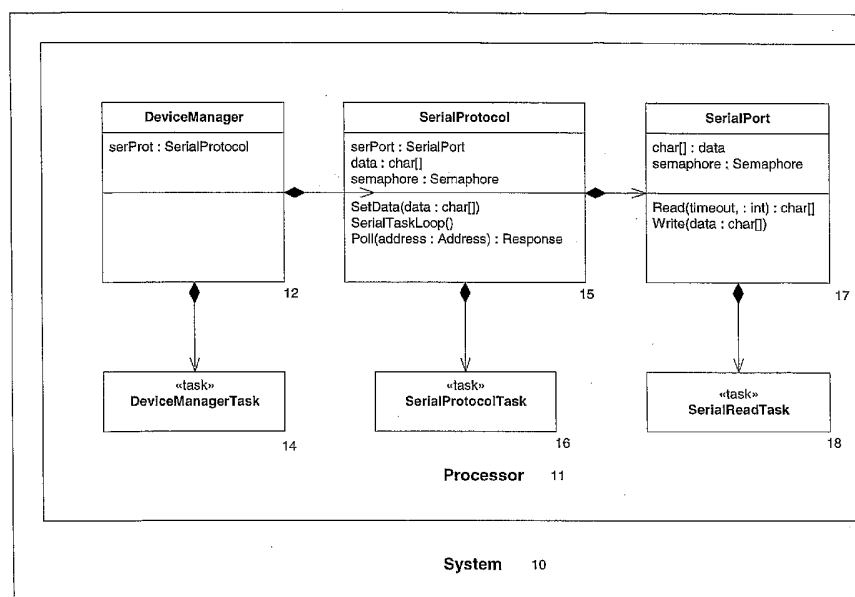 DeviceManager
serProt : SerialProtocol
12
SerialProtocol
serPort : SerialPort
data : char[]
semaphore : Semaphore
SetData(data : char[])
SerialTaskLoop()
Poll(address : Address) : Response
15
SerialPort
char[] : data
semaphore : Semaphore
Read(timeout, : int) : char[]
Write(data : char[])
17
«task»
DeviceManagerTask
14
«task»
SerialProtocolTask
16
«task»
SerialReadTask
18
Processor 11
System 10